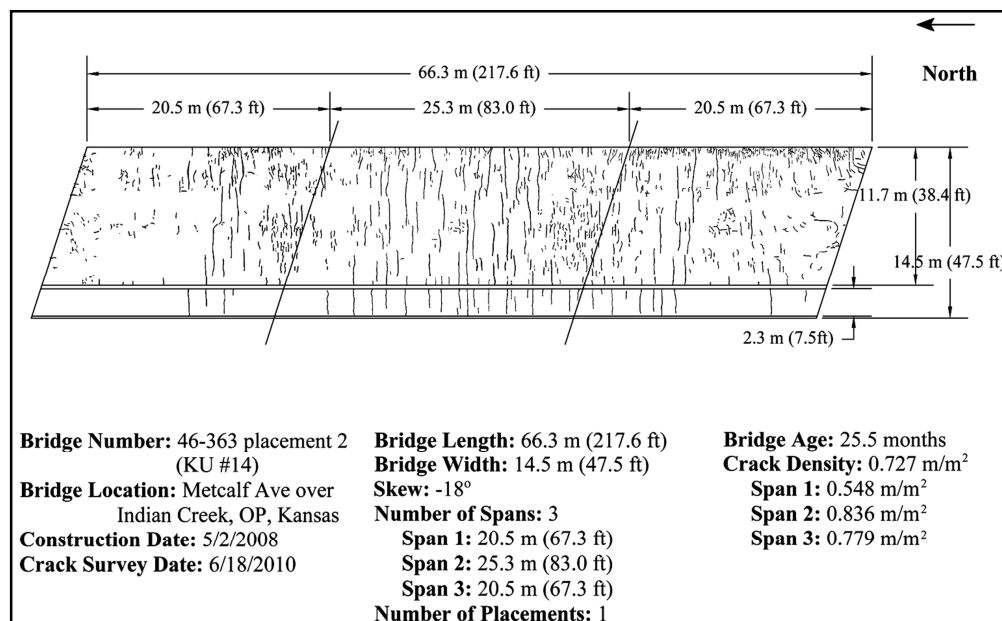 North
66.3 m (217.6 ft)
20.5 m (67.3 ft)
25.3 m (83.0 ft)
20.5 m (67.3 ft)
11.7 m (38.4 ft)
14.5 m (47.5 ft)
2.3 m (7.5ft)
Bridge Number: 46-363 placement 2
(KU #14)
Bridge Location: Metcalf Ave over
Indian Creek, OP, Kansas
Construction Date: 5/2/2008
Crack Survey Date: 6/18/2010
Bridge Length: 66.3 m (217.6 ft)
Bridge Width: 14.5 m (47.5 ft)
Skew: -18º
Number of Spans: 3
Span 1: 20.5 m (67.3 ft)
Span 2: 25.3 m (83.0 ft)
Span 3: 20.5 m (67.3 ft)
Number of Placements: 1
Bridge Age: 25.5 months
Crack Density: 0.727 m/m²
Span 1: 0.548 m/m²
Span 2: 0.836 m/m²
Span 3: 0.779 m/m²